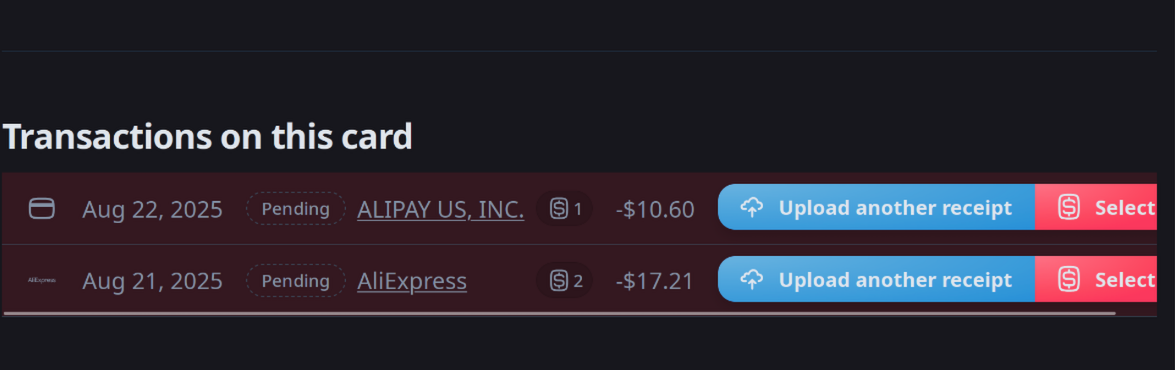 Transactions on this card
Aug 22, 2025 Pending ALIPAY US, INC. 1 -$10.60 Upload another receipt Select
AliExpress Aug 21, 2025 Pending AliExpress 2 -$17.21 Upload another receipt Select